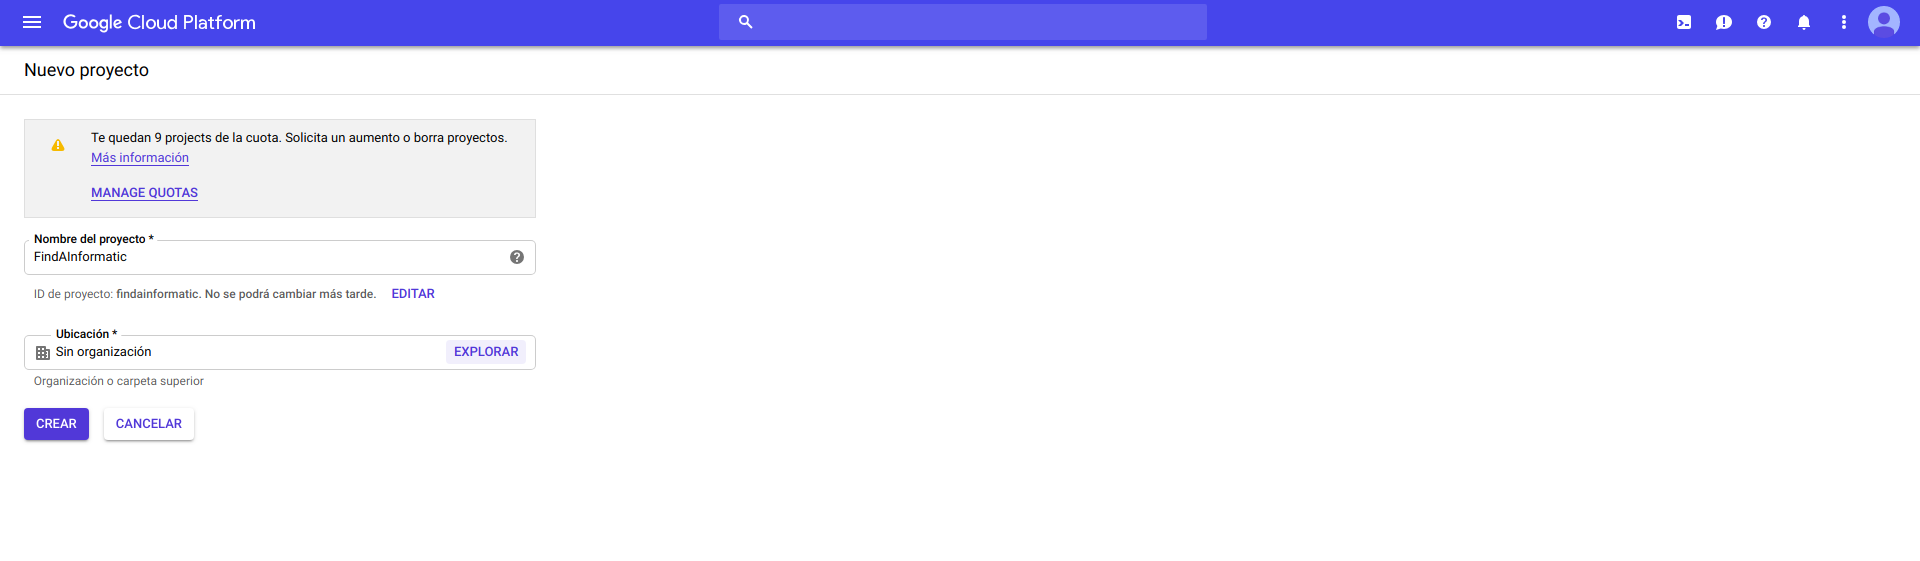 Google Cloud Platform
Nuevo proyecto
Te quedan 9 projects de la cuota. Solicita un aumento o borra proyectos.
Más información
MANAGE QUOTAS
Nombre del proyecto *
FindAInformatic
ID de proyecto: findainformatic. No se podrá cambiar más tarde. EDITAR
Ubicación *
Sin organización EXPLORAR
Organización o carpeta superior
CREAR CANCELAR